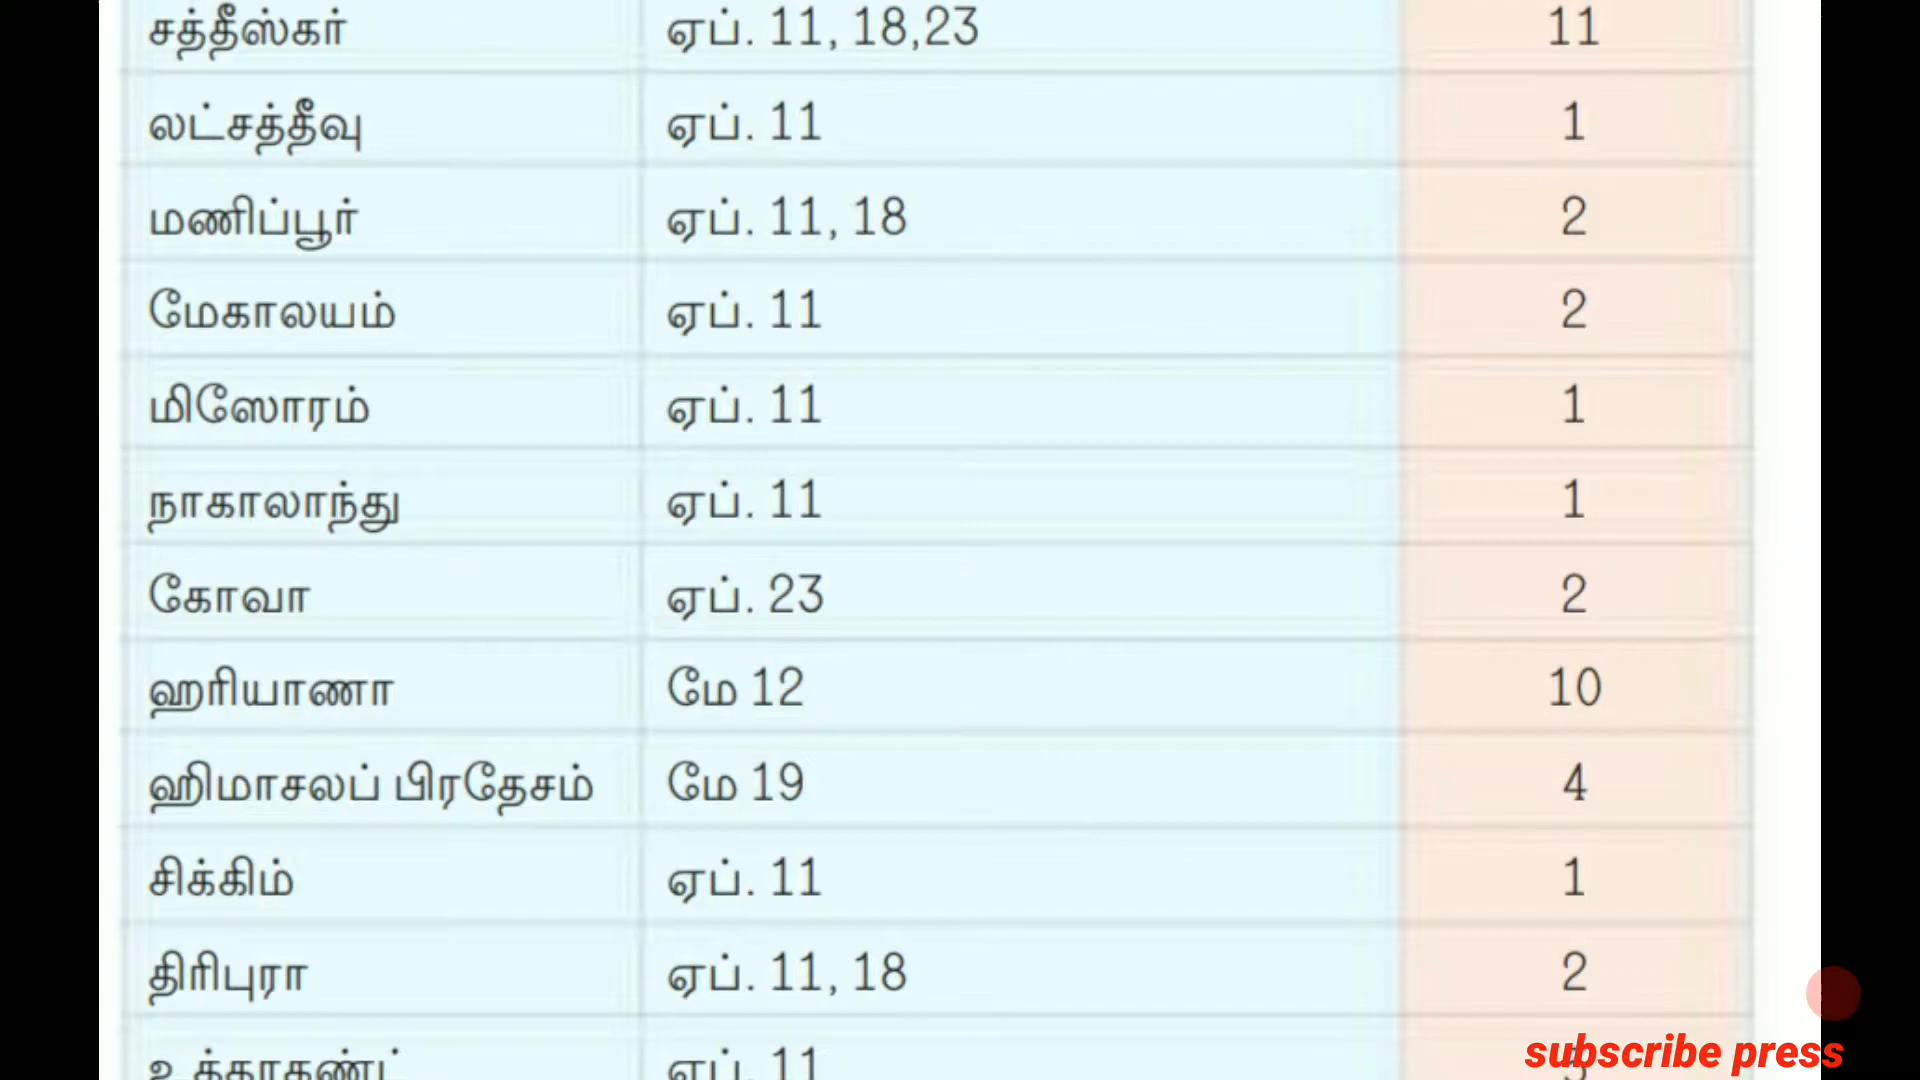 சத்தீஸ்கர் ஏப். 11, 18,23 11
லட்சத்தீவு ஏப். 11 1
மணிப்பூர் ஏப். 11, 18 2
மேகாலயம் ஏப். 11 2
மிஸோரம் ஏப். 11 1
நாகாலாந்து ஏப். 11 1
கோவா ஏப். 23 2
ஹரியாணா மே 12 10
ஹிமாசலப் பிரதேசம் மே 19 4
சிக்கிம் ஏப். 11 1
திரிபுரா ஏப். 11, 18 2
ஏப். 11
subscribe press